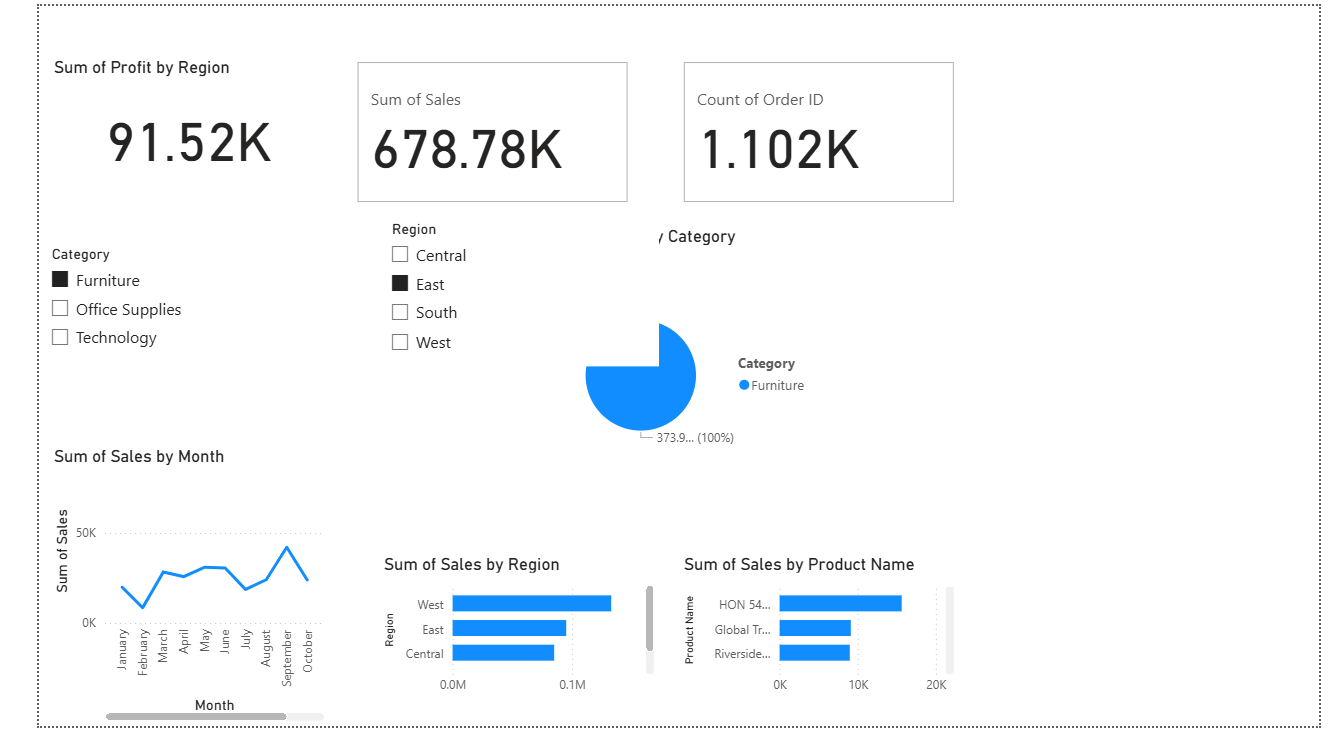 Sum of Profit by Region
91.52K
Sum of Sales
678.78K
Count of Order ID
1.102K
Category
Furniture
Office Supplies
Technology
Region
Central
East
South
West
y Category
Category
Furniture
373.9... (100%)
Sum of Sales by Month
Sum of Sales
50K
0K
January
February
March
April
May
June
July
August
September
October
Month
Sum of Sales by Region
Region
West
East
Central
0.0M
0.1M
Sum of Sales by Product Name
Product Name
HON 54...
Global Tr...
Riverside...
0K
10K
20K